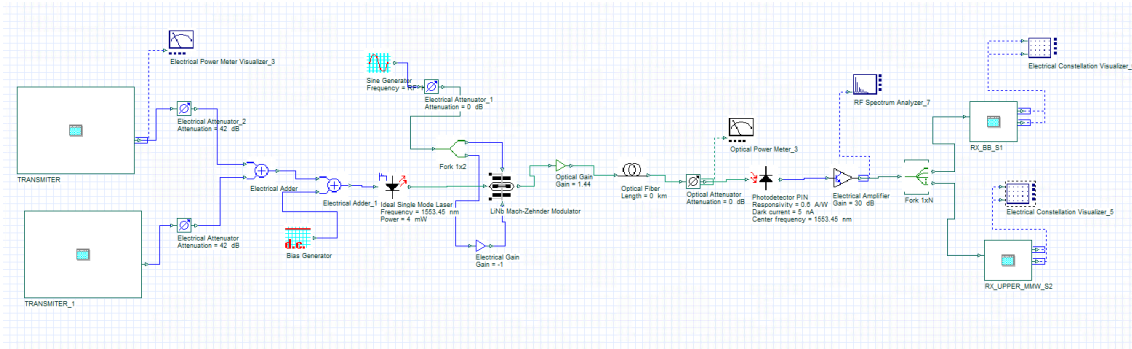 Electrical Power Meter Visualizer_3
TRANSMITER
Electrical Attenuator_2
Attenuation = 42 dB
Electrical Adder
Electrical Attenuator
Attenuation = 42 dB
TRANSMITER_1
Electrical Adder_1
d.c.
Bias Generator
Sine Generator
Frequency = RF
Electrical Attenuator_1
Attenuation = 0 dB
Fork 1x2
Ideal Single Mode Laser
Frequency = 1553.45 nm
Power = 4 mW
LiNb Mach-Zehnder Modulator
Electrical Gain
Gain = -1
Optical Gain
Gain = 1.44
Optical Fiber
Length = 0 km
Optical Attenuator
Attenuation = 0 dB
Optical Power Meter_3
Photodetector PIN
Responsivity = 0.6 A/W
Dark current = 5 nA
Center frequency = 1553.45 nm
RF Spectrum Analyzer_7
Electrical Amplifier
Gain = 30 dB
Fork 1xN
Electrical Constellation Visualizer_
RX_BB_S1
Electrical Constellation Visualizer_5
RX_UPPER_MMW_S2